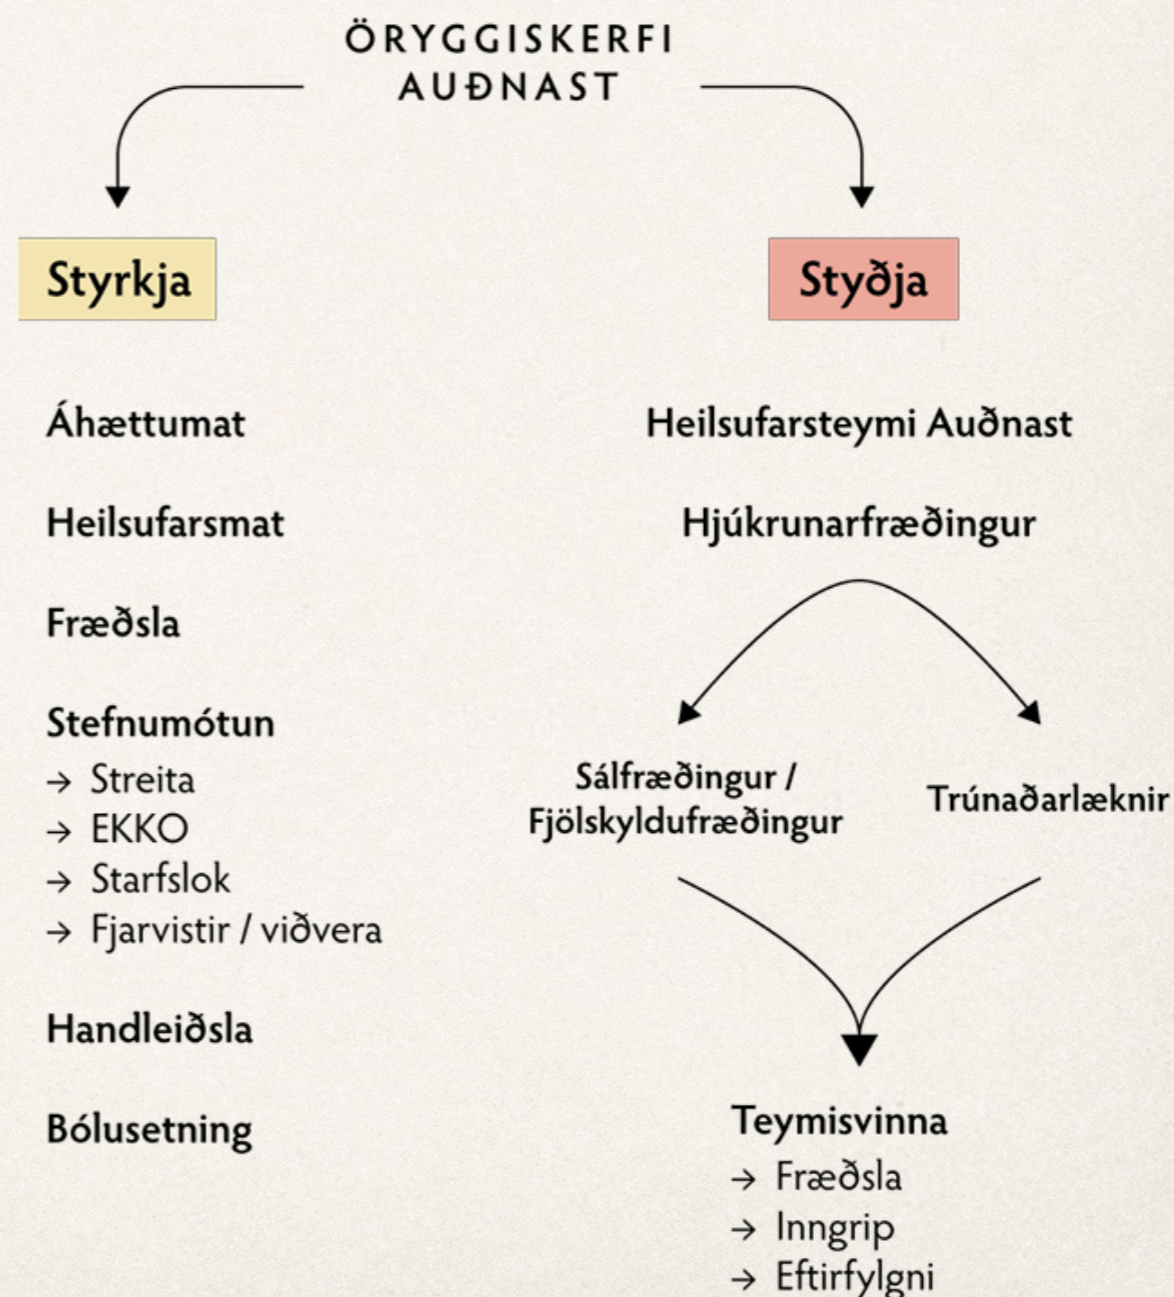 ÖRYGGISKERFI
AUÐNAST
Styrkja
Áhættumat
Heilsufarsmat
Fræðsla
Stefnumótun
→ Streita
→ EKKO
→ Starfslok
→ Fjarvistir / viðvera
Handleiðsla
Bólusetning
Styðja
Heilsufarsteymi Auðnast
Hjúkrunarfræðingur
Sálfræðingur /
Fjölskyldufræðingur
Trúnaðarlæknir
Teymisvinna
→ Fræðsla
→ Inngrip
→ Eftirfylgni